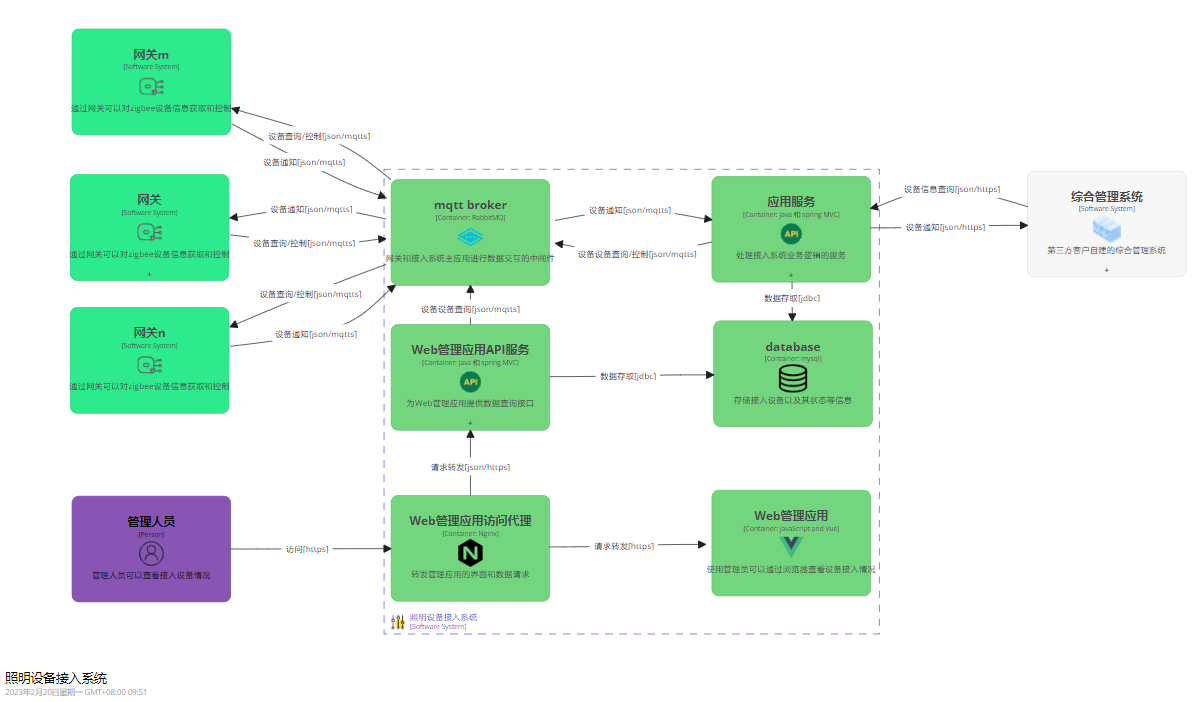 网关m
[Software System]
通过网关可以对zigbee设备信息获取和控制
设备查询/控制[json/mqtts]
设备通知[json/mqtts]
网关
[Software System]
通过网关可以对zigbee设备信息获取和控制
+
设备通知[json/mqtts]
设备查询/控制[json/mqtts]
网关n
[Software System]
通过网关可以对zigbee设备信息获取和控制
设备查询/控制[json/mqtts]
设备通知[json/mqtts]
mqtt broker
[Container: RabbitMQ]
网关和接入系统主应用进行数据交互的中间件
设备通知[json/mqtts]
设备设备查询/控制[json/mqtts]
应用服务
[Container: java 和 spring MVC]
API
处理接入系统业务逻辑的服务
+
设备信息查询[json/https]
设备通知[json/https]
综合管理系统
[Software System]
第三方客户自建的综合管理系统
+
设备设备查询[json/mqtts]
数据存取[jdbc]
Web管理应用API服务
[Container: java 和 spring MVC]
API
为Web管理应用提供数据查询接口
+
数据存取[jdbc]
database
[Container: mysql]
存储接入设备以及其状态等信息
请求转发[json/https]
管理人员
[Person]
管理人员可以查看接入设备情况
访问[https]
Web管理应用访问代理
[Container: Nginx]
N
转发管理应用的界面和数据请求
请求转发[https]
Web管理应用
[Container: JavaScript and Vue]
使用管理员可以通过浏览器查看设备接入情况
照明设备接入系统
[Software System]
照明设备接入系统
2023年2月20日星期一 GMT+08:00 09:51